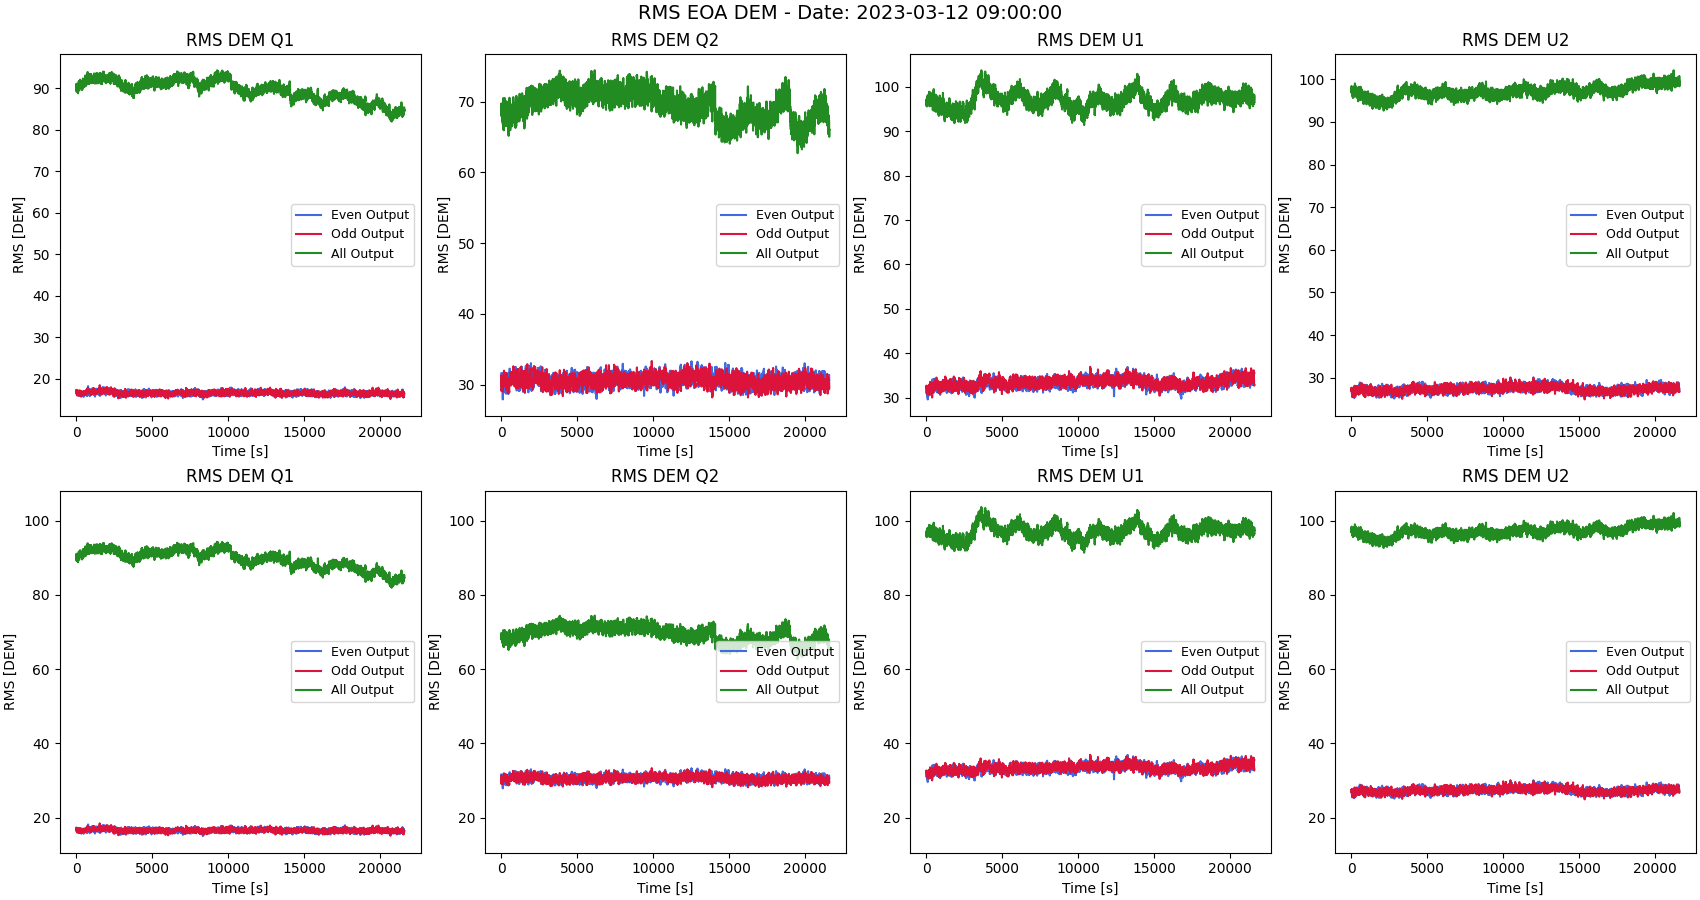 RMS EOA DEM - Date: 2023-03-12 09:00:00
RMS DEM Q1
RMS [DEM]
90
80
70
60
50
40
30
20
Even Output
Odd Output
All Output
0 5000 10000 15000 20000
Time [s]
RMS DEM Q2
RMS [DEM]
70
60
50
40
30
Even Output
Odd Output
All Output
0 5000 10000 15000 20000
Time [s]
RMS DEM U1
RMS [DEM]
100
90
80
70
60
50
40
30
Even Output
Odd Output
All Output
0 5000 10000 15000 20000
Time [s]
RMS DEM U2
RMS [DEM]
100
90
80
70
60
50
40
30
Even Output
Odd Output
All Output
0 5000 10000 15000 20000
Time [s]
RMS DEM Q1
RMS [DEM]
100
80
60
40
20
Even Output
Odd Output
All Output
0 5000 10000 15000 20000
Time [s]
RMS DEM Q2
RMS [DEM]
100
80
60
40
20
Even Output
Odd Output
All Output
0 5000 10000 15000 20000
Time [s]
RMS DEM U1
RMS [DEM]
100
80
60
40
20
Even Output
Odd Output
All Output
0 5000 10000 15000 20000
Time [s]
RMS DEM U2
RMS [DEM]
100
80
60
40
20
Even Output
Odd Output
All Output
0 5000 10000 15000 20000
Time [s]